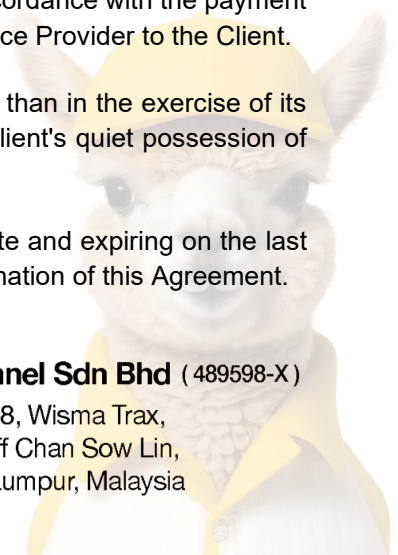 cordance with the payment
ce Provider to the Client.
than in the exercise of its
lient's quiet possession of
te and expiring on the last
nation of this Agreement.
nnel Sdn Bhd (489598-X)
8, Wisma Trax,
ff Chan Sow Lin,
umpur, Malaysia